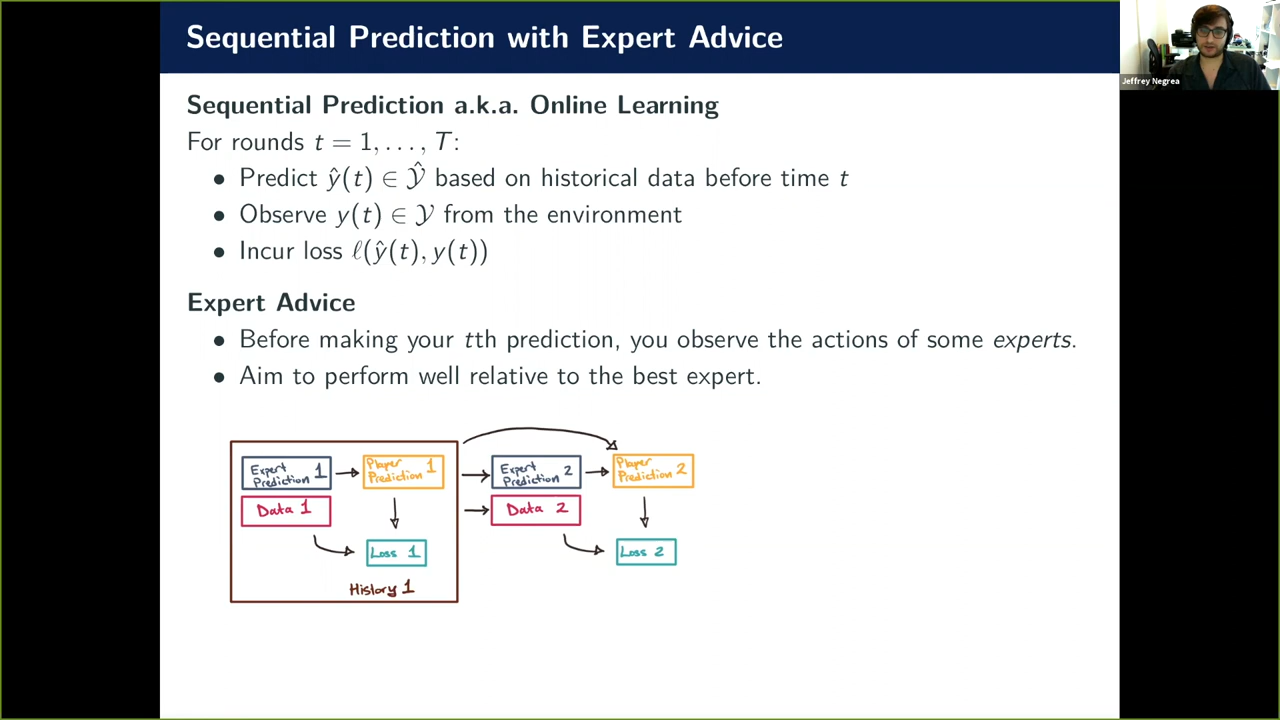 Sequential Prediction with Expert Advice
Jeffrey Negrea
Sequential Prediction a.k.a. Online Learning
For rounds t = 1, . . . , T:
• Predict ŷ(t) ∈ 𝒴̂ based on historical data before time t
• Observe y(t) ∈ 𝒴 from the environment
• Incur loss ℓ(ŷ(t), y(t))
Expert Advice
• Before making your tth prediction, you observe the actions of some experts.
• Aim to perform well relative to the best expert.
Expert Prediction 1
Player Prediction 1
Expert Prediction 2
Player Prediction 2
Data 1
Data 2
Loss 1
Loss 2
History 1